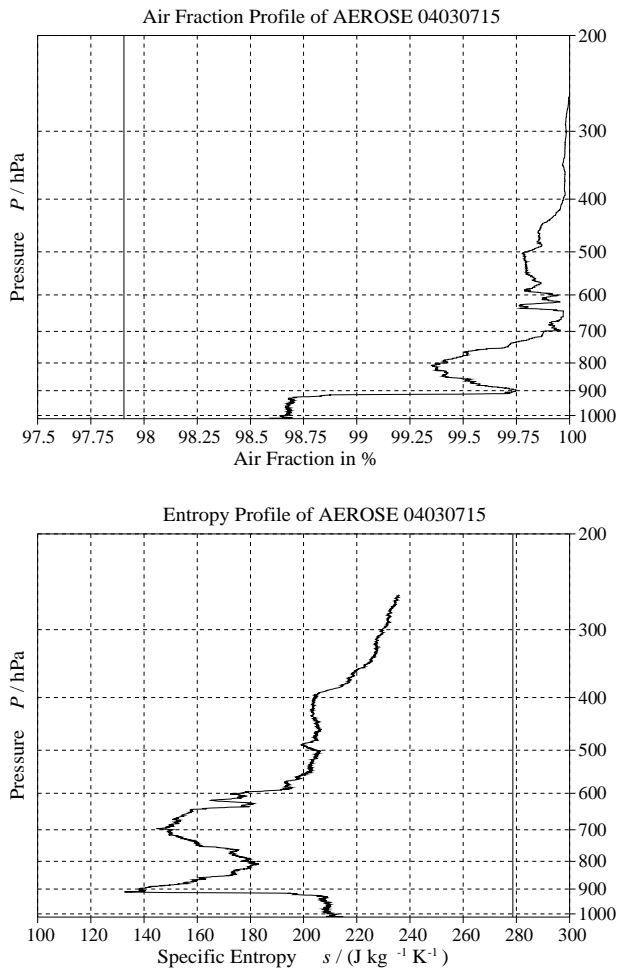 Air Fraction Profile of AEROSE 04030715
200
300
400
500
600
700
800
900
1000
Pressure P / hPa
97.5 97.75 98 98.25 98.5 98.75 99 99.25 99.5 99.75 100
Air Fraction in %
Entropy Profile of AEROSE 04030715
200
300
400
500
600
700
800
900
1000
Pressure P / hPa
100 120 140 160 180 200 220 240 260 280 300
Specific Entropy s / (J kg -1 K-1)